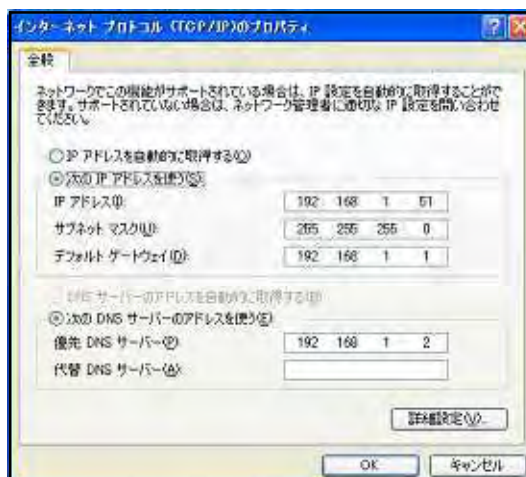 インターネット プロトコル (TCP/IP)のプロパティ
全般
ネットワークでこの機能がサポートされている場合は、IP 設定を自動的に取得することがで
きます。サポートされていない場合は、ネットワーク管理者に適切な IP 設定を問い合わせ
てください。
IP アドレスを自動的に取得する(O)
次の IP アドレスを使う(S):
IP アドレス(I): 192 168 1 51
サブネット マスク(U): 255 255 255 0
デフォルト ゲートウェイ(D): 192 168 1 1
DNS サーバーのアドレスを自動的に取得する(B)
次の DNS サーバーのアドレスを使う(E):
優先 DNS サーバー(P): 192 168 1 2
代替 DNS サーバー(A):
詳細設定(V)...
OK キャンセル